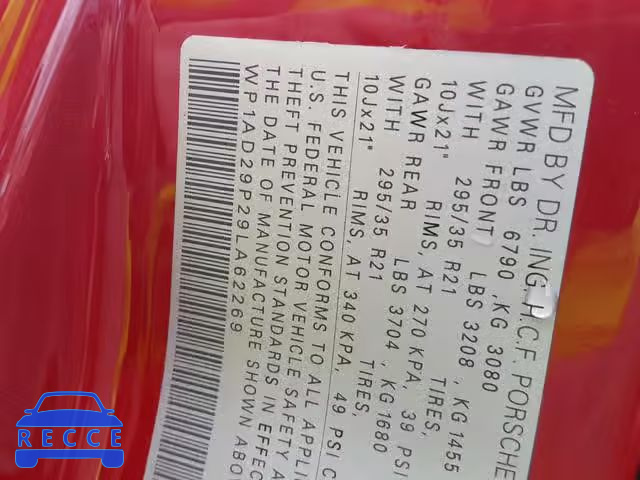 MFD BY DR. ING. H.C.F. PORSCHE
GVWR LBS 6790 ,KG 3080
GAWR FRONT LBS 3208 , KG 1455
WITH 295/35 R21 TIRES,
10Jx21" RIMS, AT 270 KPA, 39 PSI
GAWR REAR LBS 3704 , KG 1680
WITH 295/35 R21 TIRES,
10Jx21" RIMS, AT 340 KPA, 49 PSI C
THIS VEHICLE CONFORMS TO ALL APPLI
U.S. FEDERAL MOTOR VEHICLE SAFETY A
THEFT PREVENTION STANDARDS IN EFFEC
THE DATE OF MANUFACTURE SHOWN ABO
WP1AD29P29LA62269
RECCE